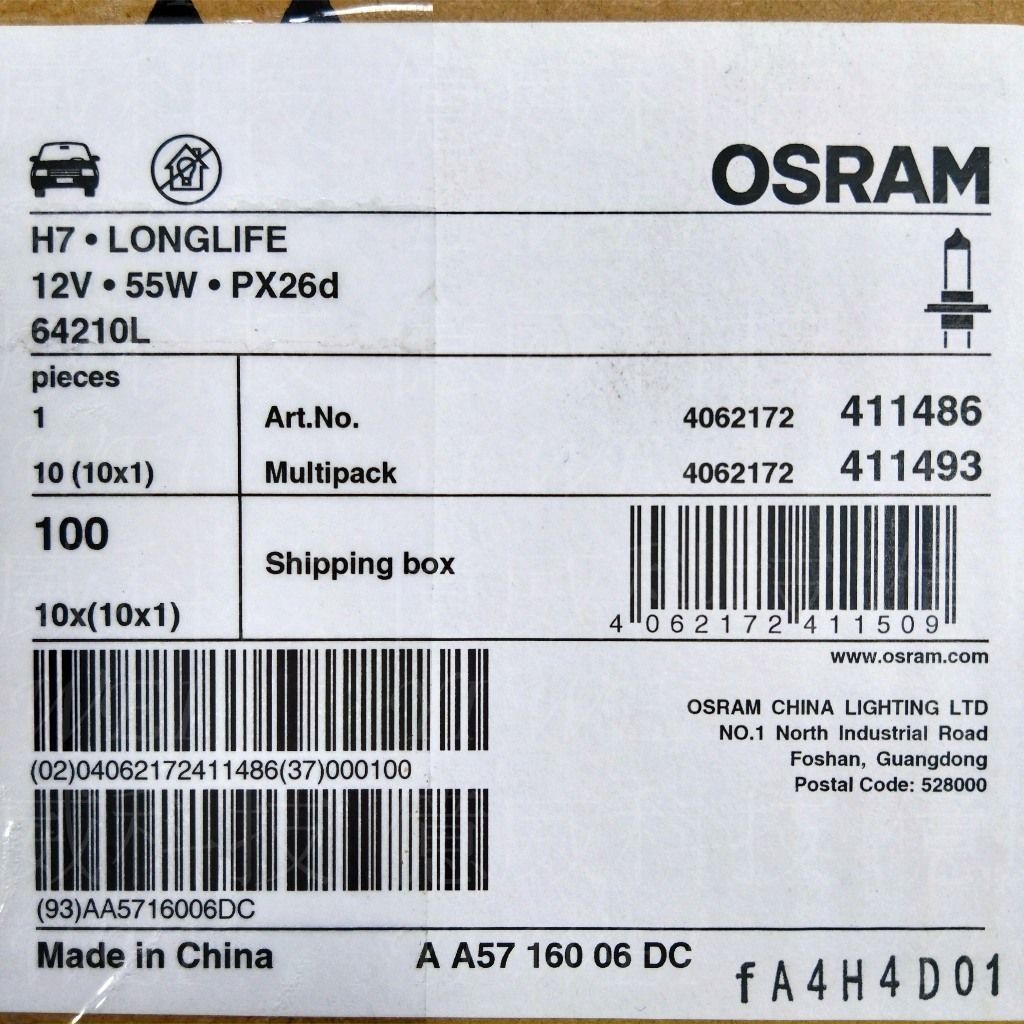 OSRAM
H7 • LONGLIFE
12V • 55W • PX26d
64210L
pieces
1 Art.No. 4062172 411486
10 (10x1) Multipack 4062172 411493
100
Shipping box
10x(10x1)
4 062172 411509
www.osram.com
OSRAM CHINA LIGHTING LTD
NO.1 North Industrial Road
Foshan, Guangdong
Postal Code: 528000
(02)04062172411486(37)000100
(93)AA5716006DC
Made in China A A57 160 06 DC
fA4H4D01